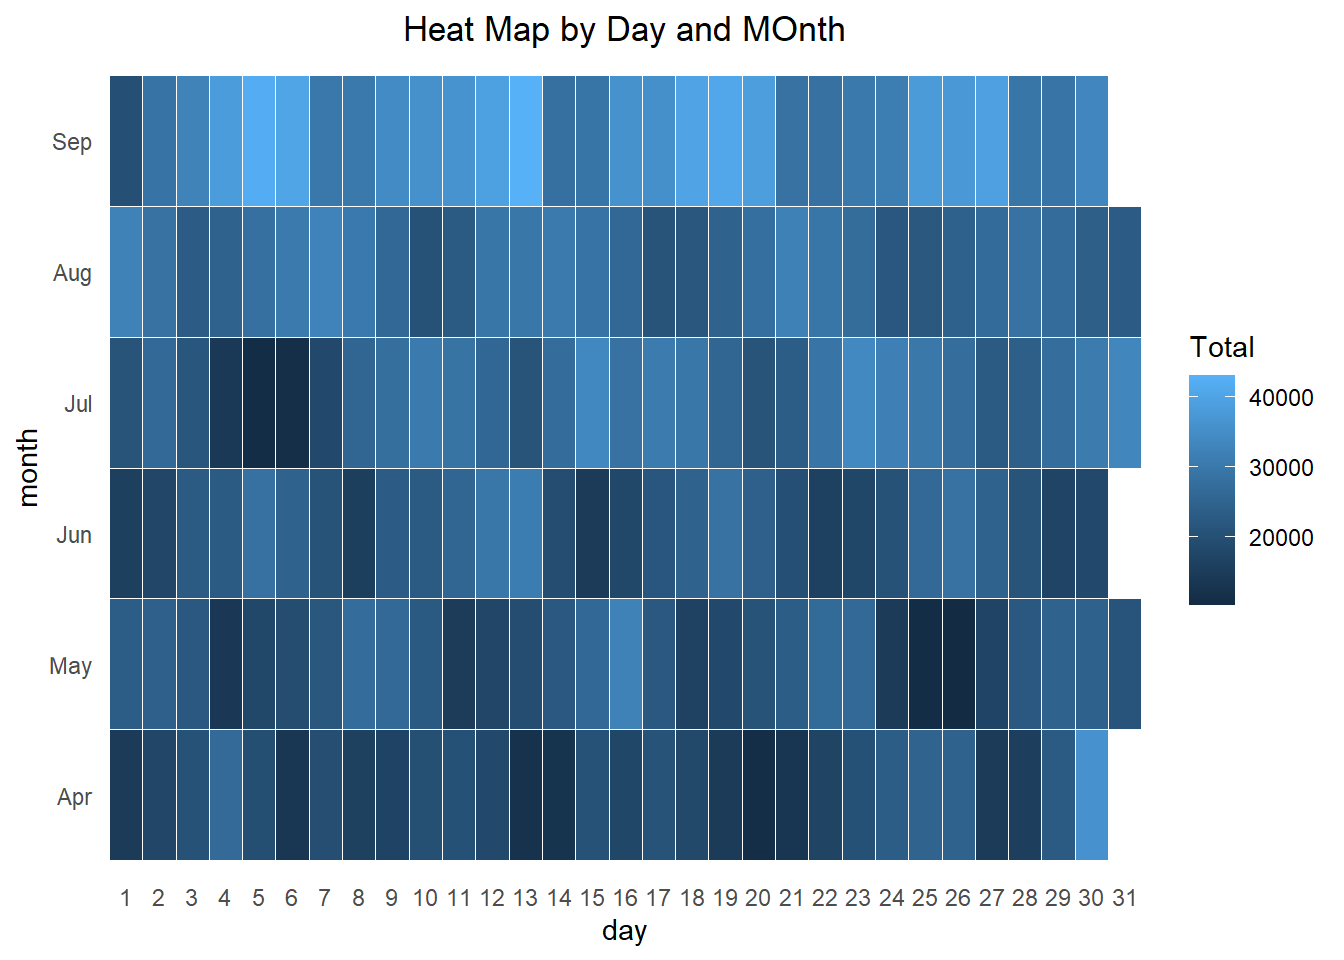 Heat Map by Day and MOnth
Sep
Aug
Jul
Jun
May
Apr
month
1 2 3 4 5 6 7 8 9 10 11 12 13 14 15 16 17 18 19 20 21 22 23 24 25 26 27 28 29 30 31
day
Total
40000
30000
20000